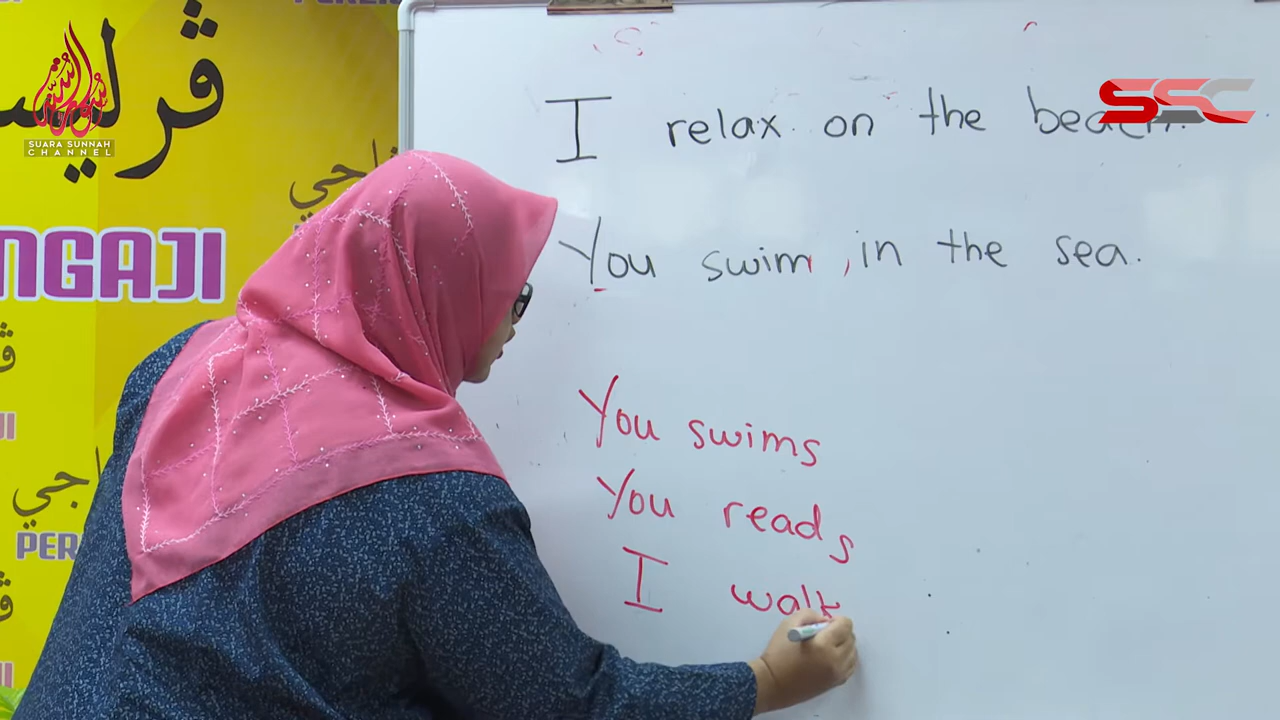 SUARA SUNNAH
CHANNEL
SSC
NGAJI
PER
I relax on the beach.
You swim, in the sea.
You swims
You reads
I walk